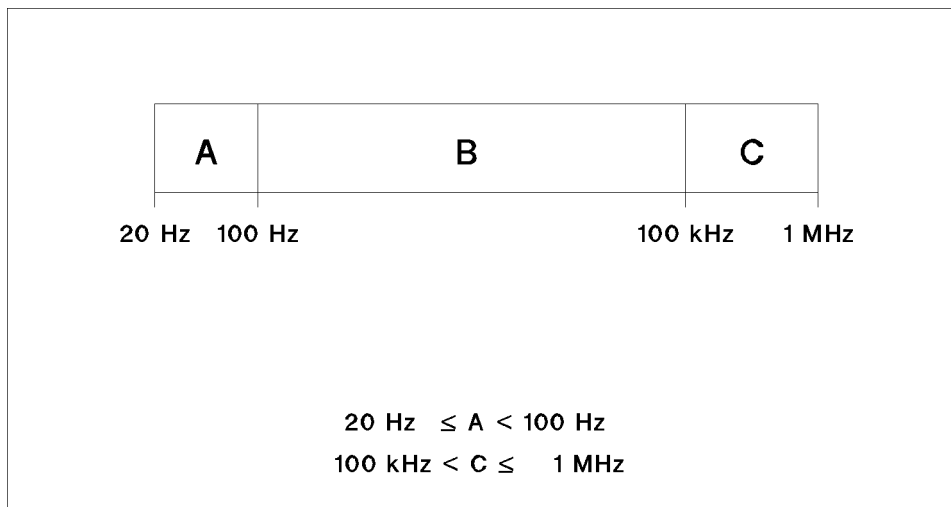 A B C
20 Hz 100 Hz 100 kHz 1 MHz
20 Hz ≤ A < 100 Hz
100 kHz < C ≤ 1 MHz